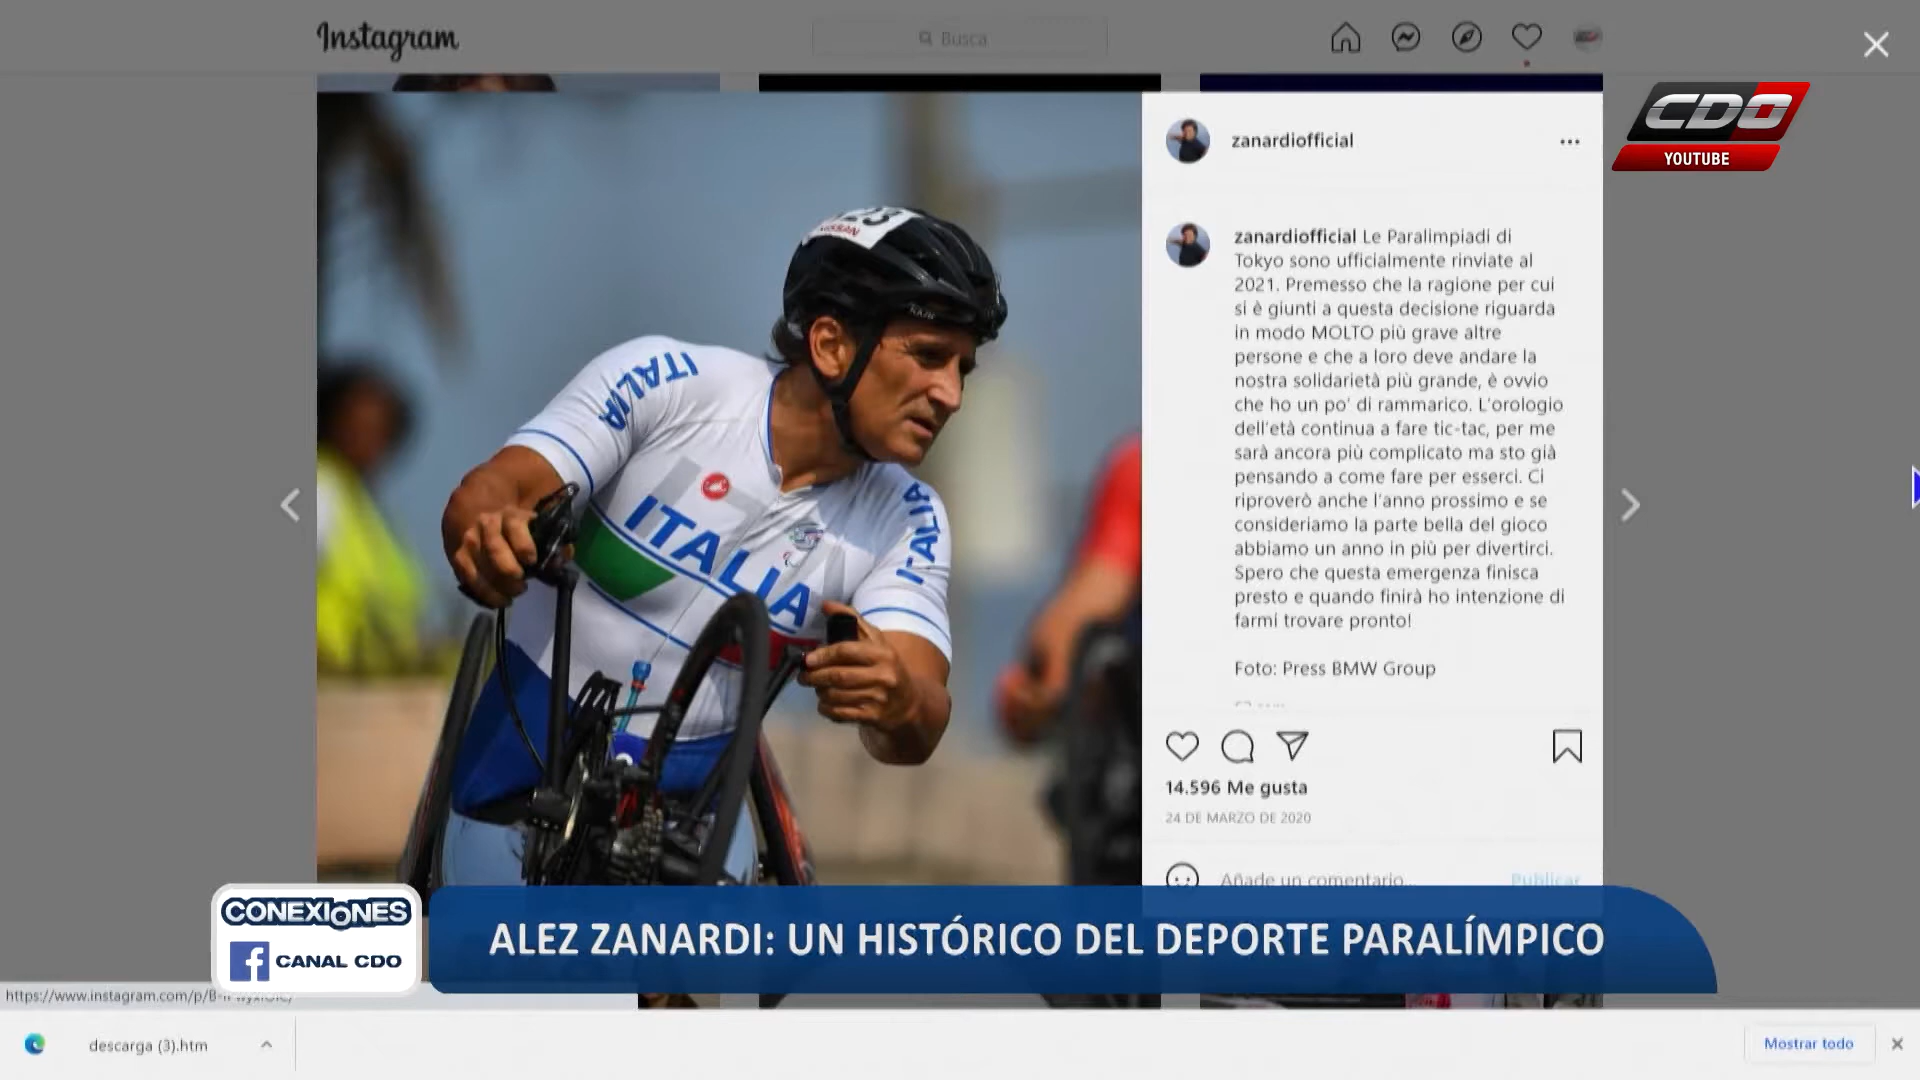 Instagram
Busca
CDO
YOUTUBE
zanardiofficial
zanardiofficial Le Paralimpiadi di
Tokyo sono ufficialmente rinviate al
2021. Premesso che la ragione per cui
si è giunti a questa decisione riguarda
in modo MOLTO più grave altre
persone e che a loro deve andare la
nostra solidarietà più grande, è ovvio
che ho un po' di rammarico. L'orologio
dell'età continua a fare tic-tac, per me
sarà ancora più complicato ma sto già
pensando a come fare per esserci. Ci
riproverò anche l'anno prossimo e se
consideriamo la parte bella del gioco
abbiamo un anno in più per divertirci.
Spero che questa emergenza finisca
presto e quando finirà ho intenzione di
farmi trovare pronto!
Foto: Press BMW Group
14.596 Me gusta
24 DE MARZO DE 2020
Añade un comentario...
Publicar
ITALIA
ITALIA
ITALIA
CONEXIONES
CANAL CDO
ALEZ ZANARDI: UN HISTÓRICO DEL DEPORTE PARALÍMPICO
descarga (3).htm
Mostrar todo